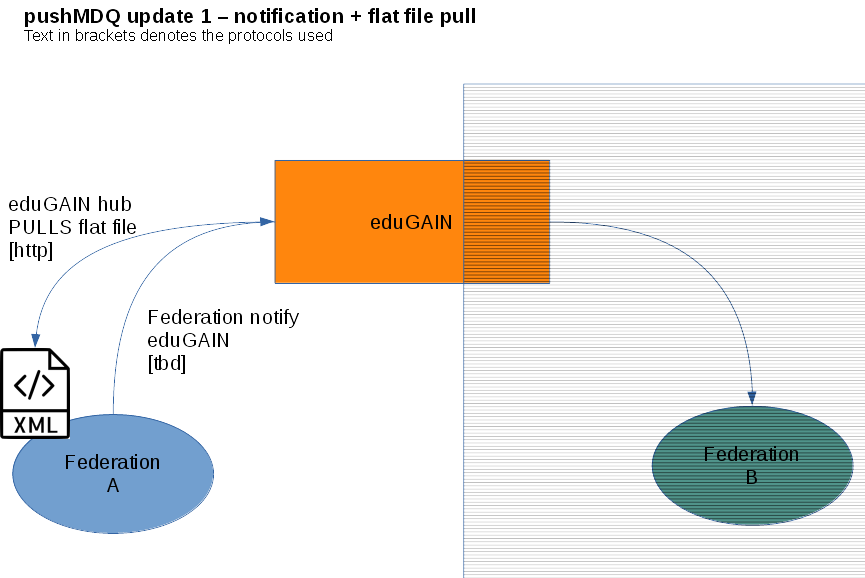 pushMDQ update 1 – notification + flat file pull
Text in brackets denotes the protocols used
eduGAIN hub
PULLS flat file
[http]
eduGAIN
Federation notify
eduGAIN
[tbd]
</>
XML
Federation
A
Federation
B